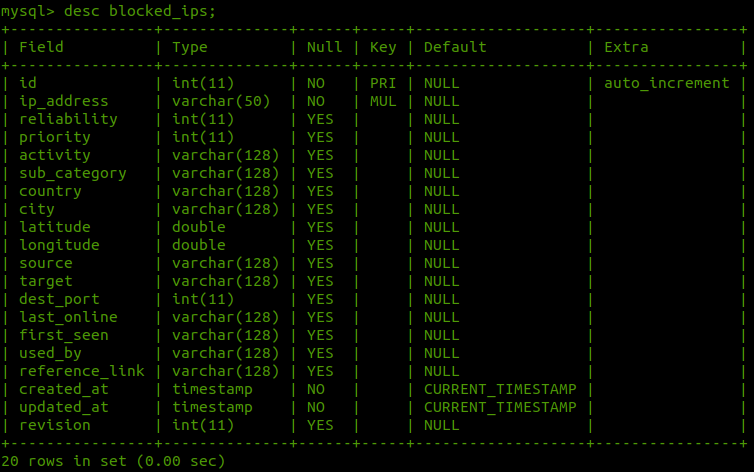 mysql> desc blocked_ips;
+----------------+--------------+------+-----+-------------------+----------------+
| Field          | Type         | Null | Key | Default           | Extra          |
+----------------+--------------+------+-----+-------------------+----------------+
| id             | int(11)      | NO   | PRI | NULL              | auto_increment |
| ip_address     | varchar(50)  | NO   | MUL | NULL              |                |
| reliability    | int(11)      | YES  |     | NULL              |                |
| priority       | int(11)      | YES  |     | NULL              |                |
| activity       | varchar(128) | YES  |     | NULL              |                |
| sub_category   | varchar(128) | YES  |     | NULL              |                |
| country        | varchar(128) | YES  |     | NULL              |                |
| city           | varchar(128) | YES  |     | NULL              |                |
| latitude       | double       | YES  |     | NULL              |                |
| longitude      | double       | YES  |     | NULL              |                |
| source         | varchar(128) | YES  |     | NULL              |                |
| target         | varchar(128) | YES  |     | NULL              |                |
| dest_port      | int(11)      | YES  |     | NULL              |                |
| last_online    | varchar(128) | YES  |     | NULL              |                |
| first_seen     | varchar(128) | YES  |     | NULL              |                |
| used_by        | varchar(128) | YES  |     | NULL              |                |
| reference_link | varchar(128) | YES  |     | NULL              |                |
| created_at     | timestamp    | NO   |     | CURRENT_TIMESTAMP |                |
| updated_at     | timestamp    | NO   |     | CURRENT_TIMESTAMP |                |
| revision       | int(11)      | YES  |     | NULL              |                |
+----------------+--------------+------+-----+-------------------+----------------+
20 rows in set (0.00 sec)